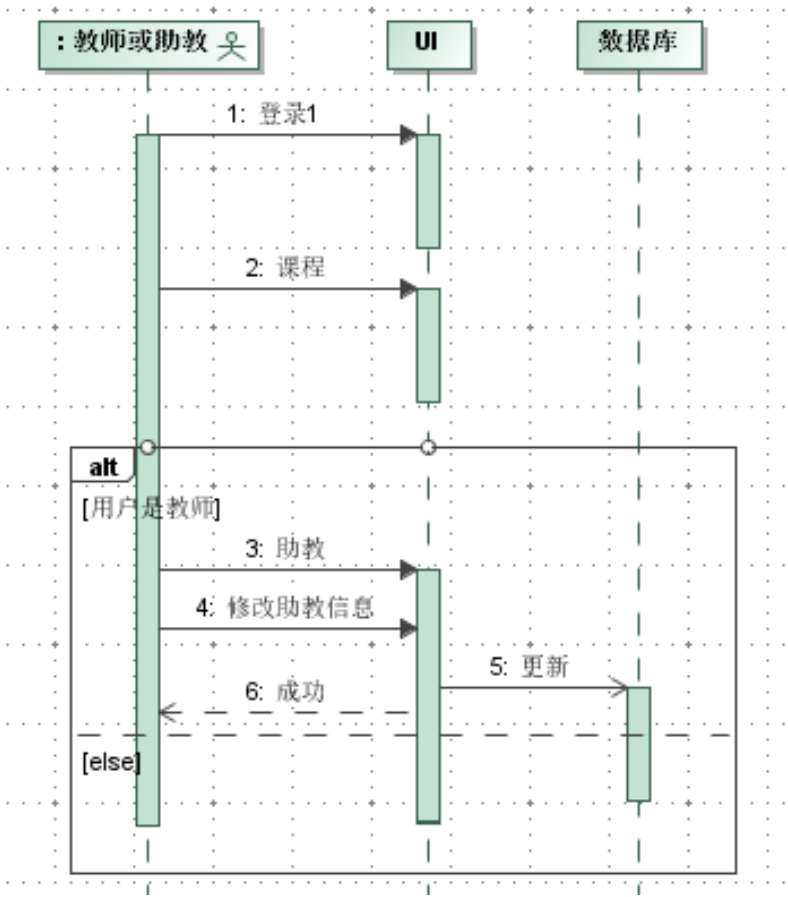 : 教师或助教
UI
数据库
1: 登录1
2: 课程
alt
[用户是教师]
3: 助教
4: 修改助教信息
5: 更新
6: 成功
[else]